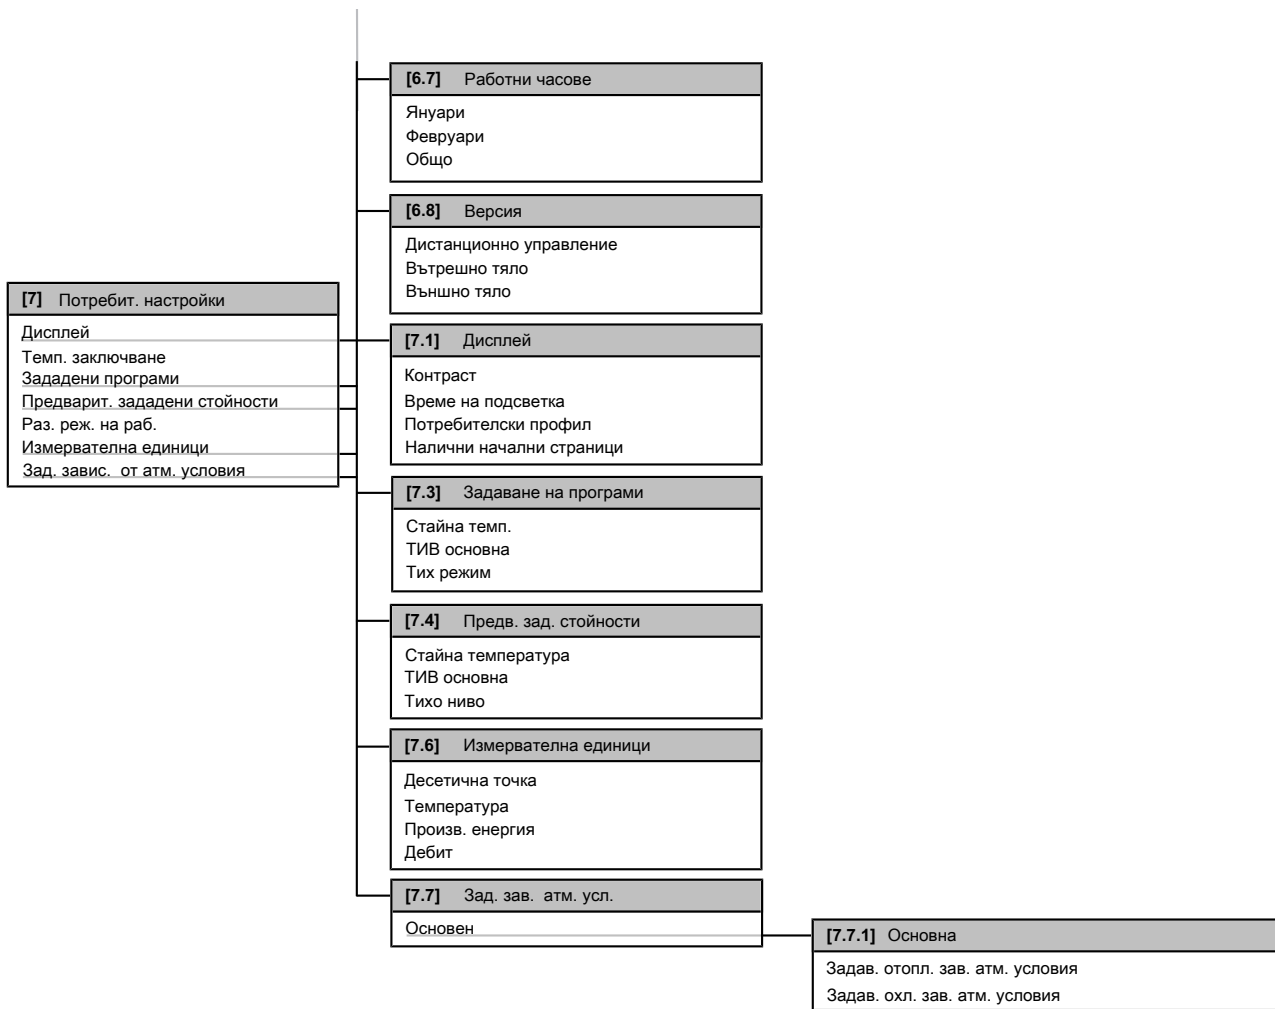 [6.7] Работни часове
Януари
Февруари
Общо
[6.8] Версия
Дистанционно управление
Вътрешно тяло
Външно тяло
[7] Потребит. настройки
Дисплей
Темп. заключване
Зададени програми
Предварит. зададени стойности
Раз. реж. на раб.
Измервателна единици
Зад. завис. от атм. условия
[7.1] Дисплей
Контраст
Време на подсветка
Потребителски профил
Налични начални страници
[7.3] Задаване на програми
Стайна темп.
ТИВ основна
Тих режим
[7.4] Предв. зад. стойности
Стайна температура
ТИВ основна
Тихо ниво
[7.6] Измервателна единици
Десетична точка
Температура
Произв. енергия
Дебит
[7.7] Зад. зав. атм. усл.
Основен
[7.7.1] Основна
Задав. отопл. зав. атм. условия
Задав. охл. зав. атм. условия